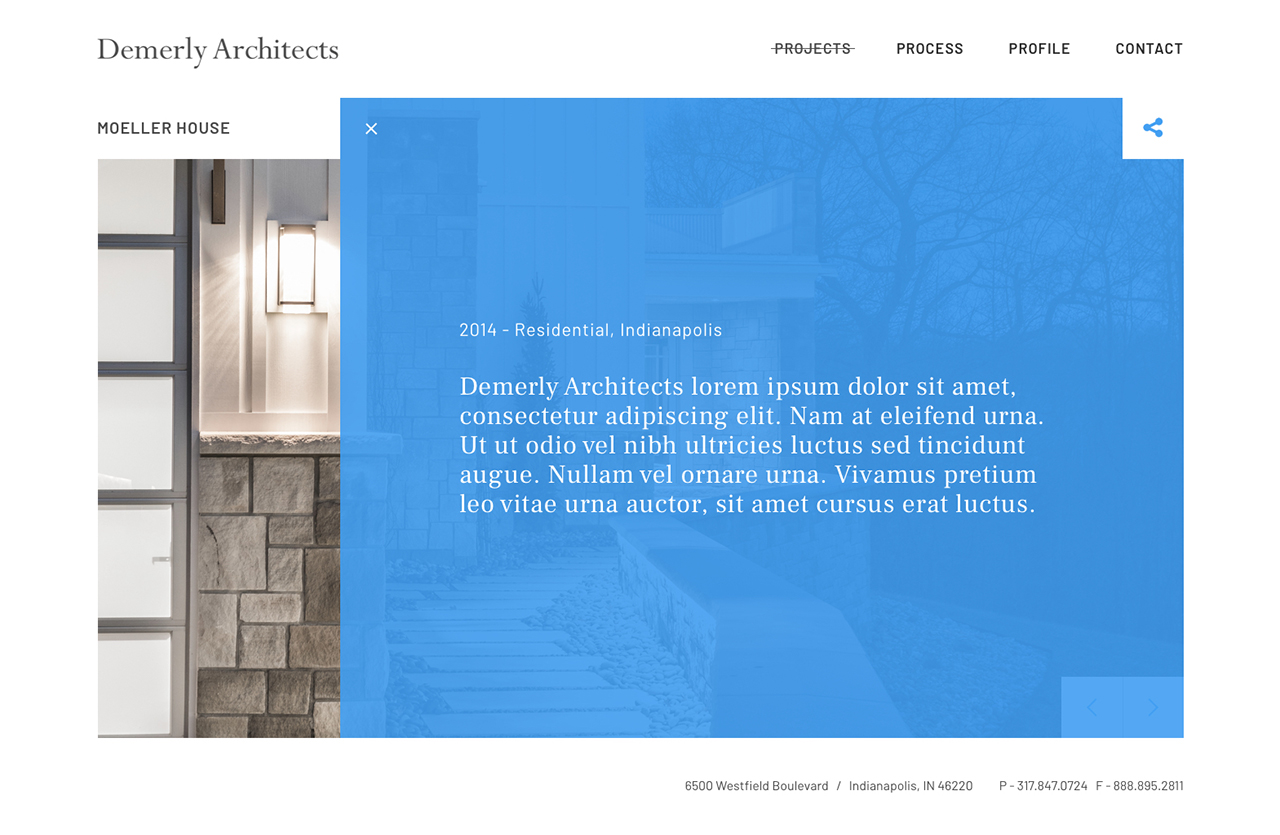 Demerly Architects
PROJECTS PROCESS PROFILE CONTACT
MOELLER HOUSE
2014 - Residential, Indianapolis
Demerly Architects lorem ipsum dolor sit amet,
consectetur adipiscing elit. Nam at eleifend urna.
Ut ut odio vel nibh ultricies luctus sed tincidunt
augue. Nullam vel ornare urna. Vivamus pretium
leo vitae urna auctor, sit amet cursus erat luctus.
6500 Westfield Boulevard / Indianapolis, IN 46220 P - 317.847.0724 F - 888.895.2811